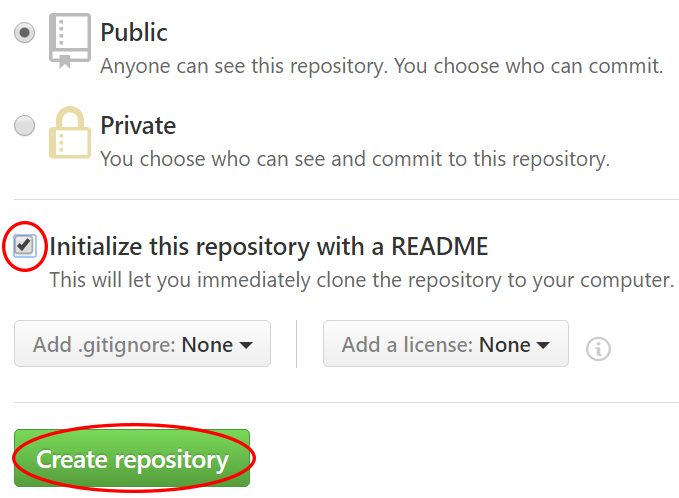 Public
Anyone can see this repository. You choose who can commit.
Private
You choose who can see and commit to this repository.
Initialize this repository with a README
This will let you immediately clone the repository to your computer.
Add .gitignore: None Add a license: None
Create repository